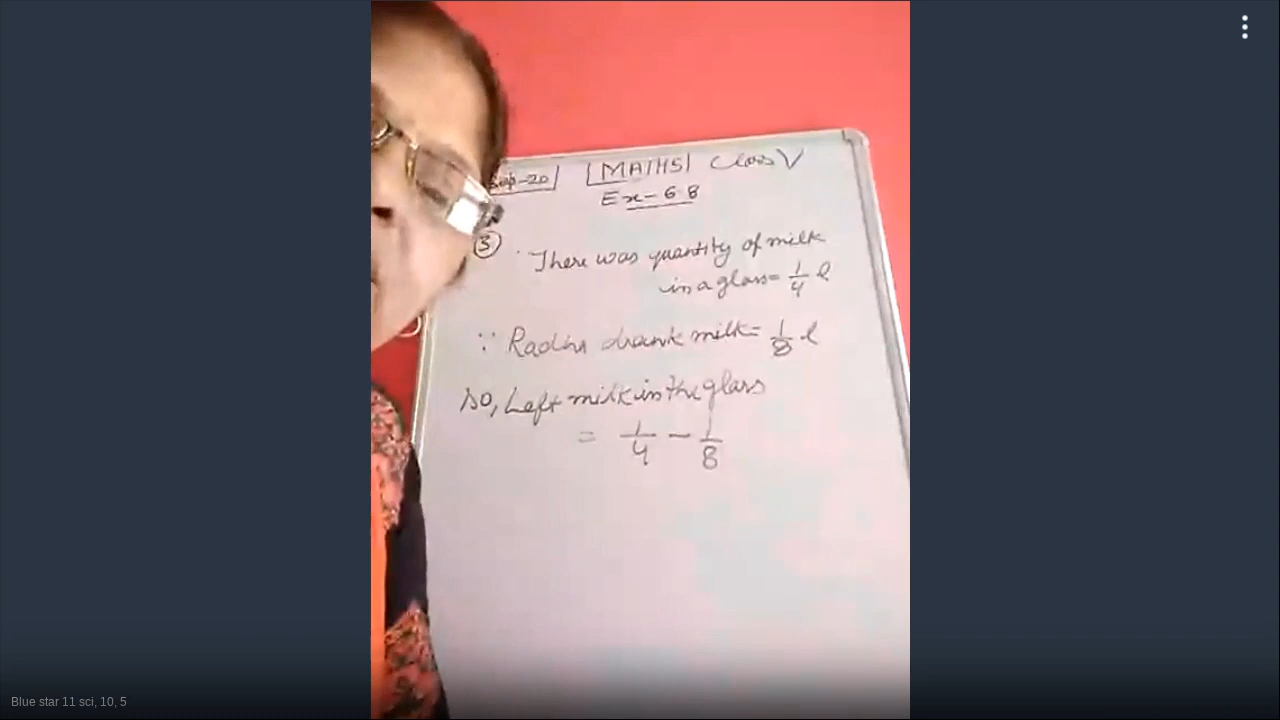 Sep-20 MATHS Class V
Ex-6.8
3 There was quantity of milk
in a glass = 1/4 l
∵ Radha drank milk = 1/8 l
So, Left milk in the glass
= 1/4 - 1/8
Blue star 11 sci, 10, 5